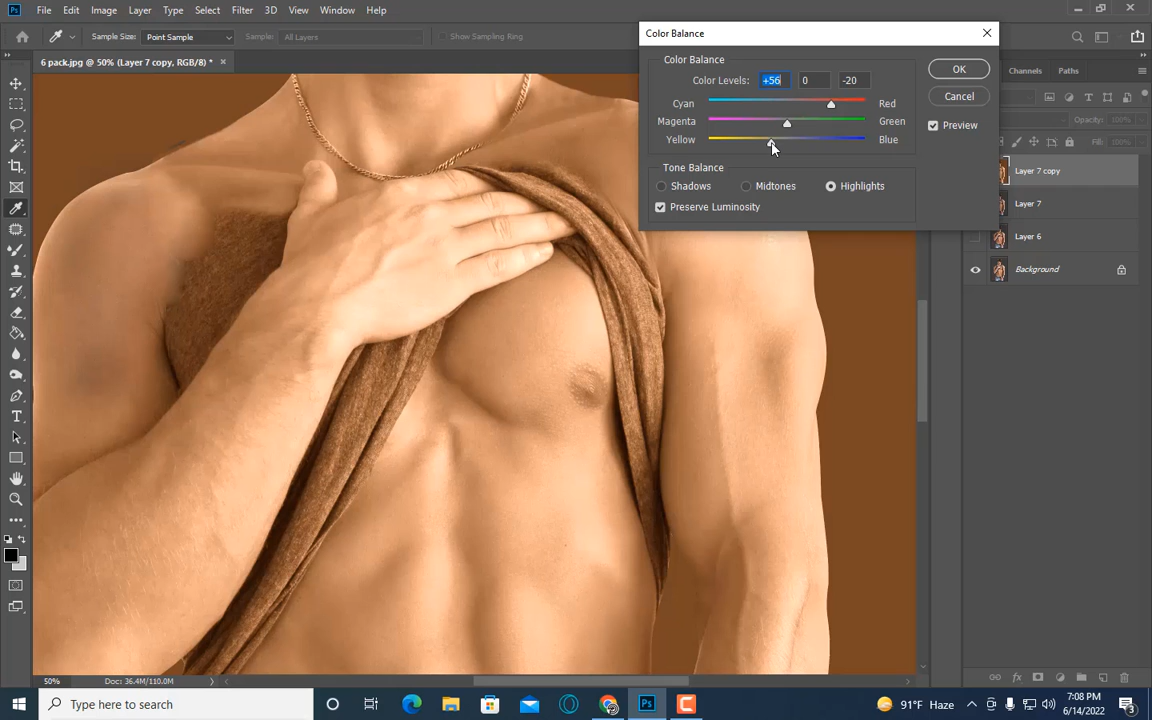 Ps File Edit Image Layer Type Select Filter 3D View Window Help
Sample Size: Point Sample Sample: All Layers Show Sampling Ring
6 pack.jpg @ 50% (Layer 7 copy, RGB/8) * ×
Color Balance
Color Balance
Color Levels: +56 0 -20
Cyan Red
Magenta Green
Yellow Blue
Tone Balance
Shadows Midtones Highlights
Preserve Luminosity
OK
Cancel
Preview
Channels Paths
Opacity: 100%
Fill: 100%
Layer 7 copy
Layer 7
Layer 6
Background
T
50% Doc: 36.4M/110.0M
Type here to search
Ps
91°F Haze
7:08 PM
6/14/2022
3